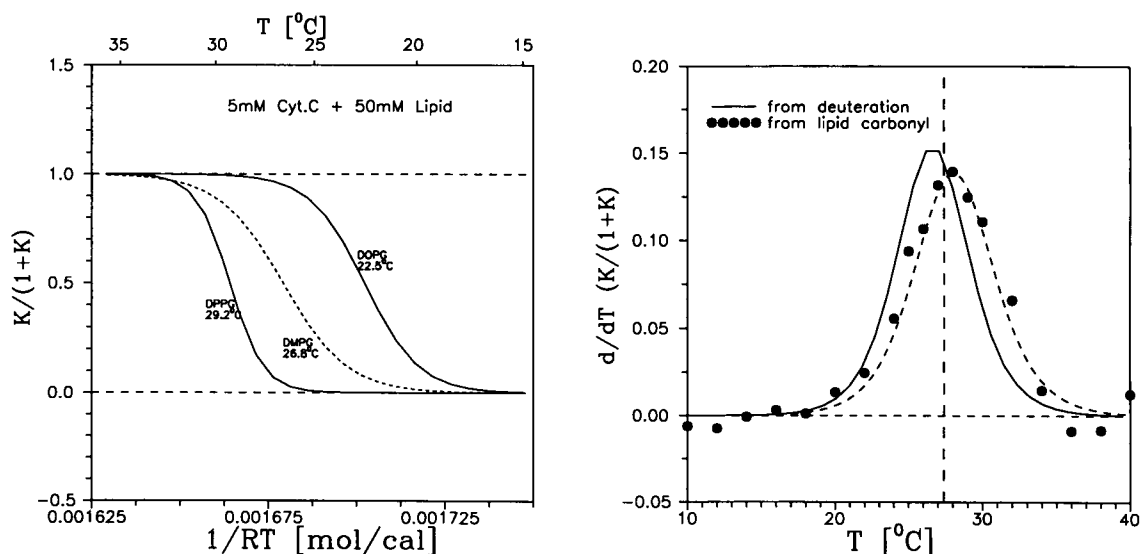 T [°C]
35 30 25 20 15
1.5
5mM Cyt.C + 50mM Lipid
1.0
K/(1+K)
DOPG
22.5°C
0.5
DPPG
29.2°C
DMPG
26.8°C
0.0
-0.5
0.001625 0.001675 0.001725
1/RT [mol/cal]
0.20
from deuteration
from lipid carbonyl
0.15
d/dT (K/(1+K)
0.10
0.05
0.00
-0.05
10 20 30 40
T [°C]